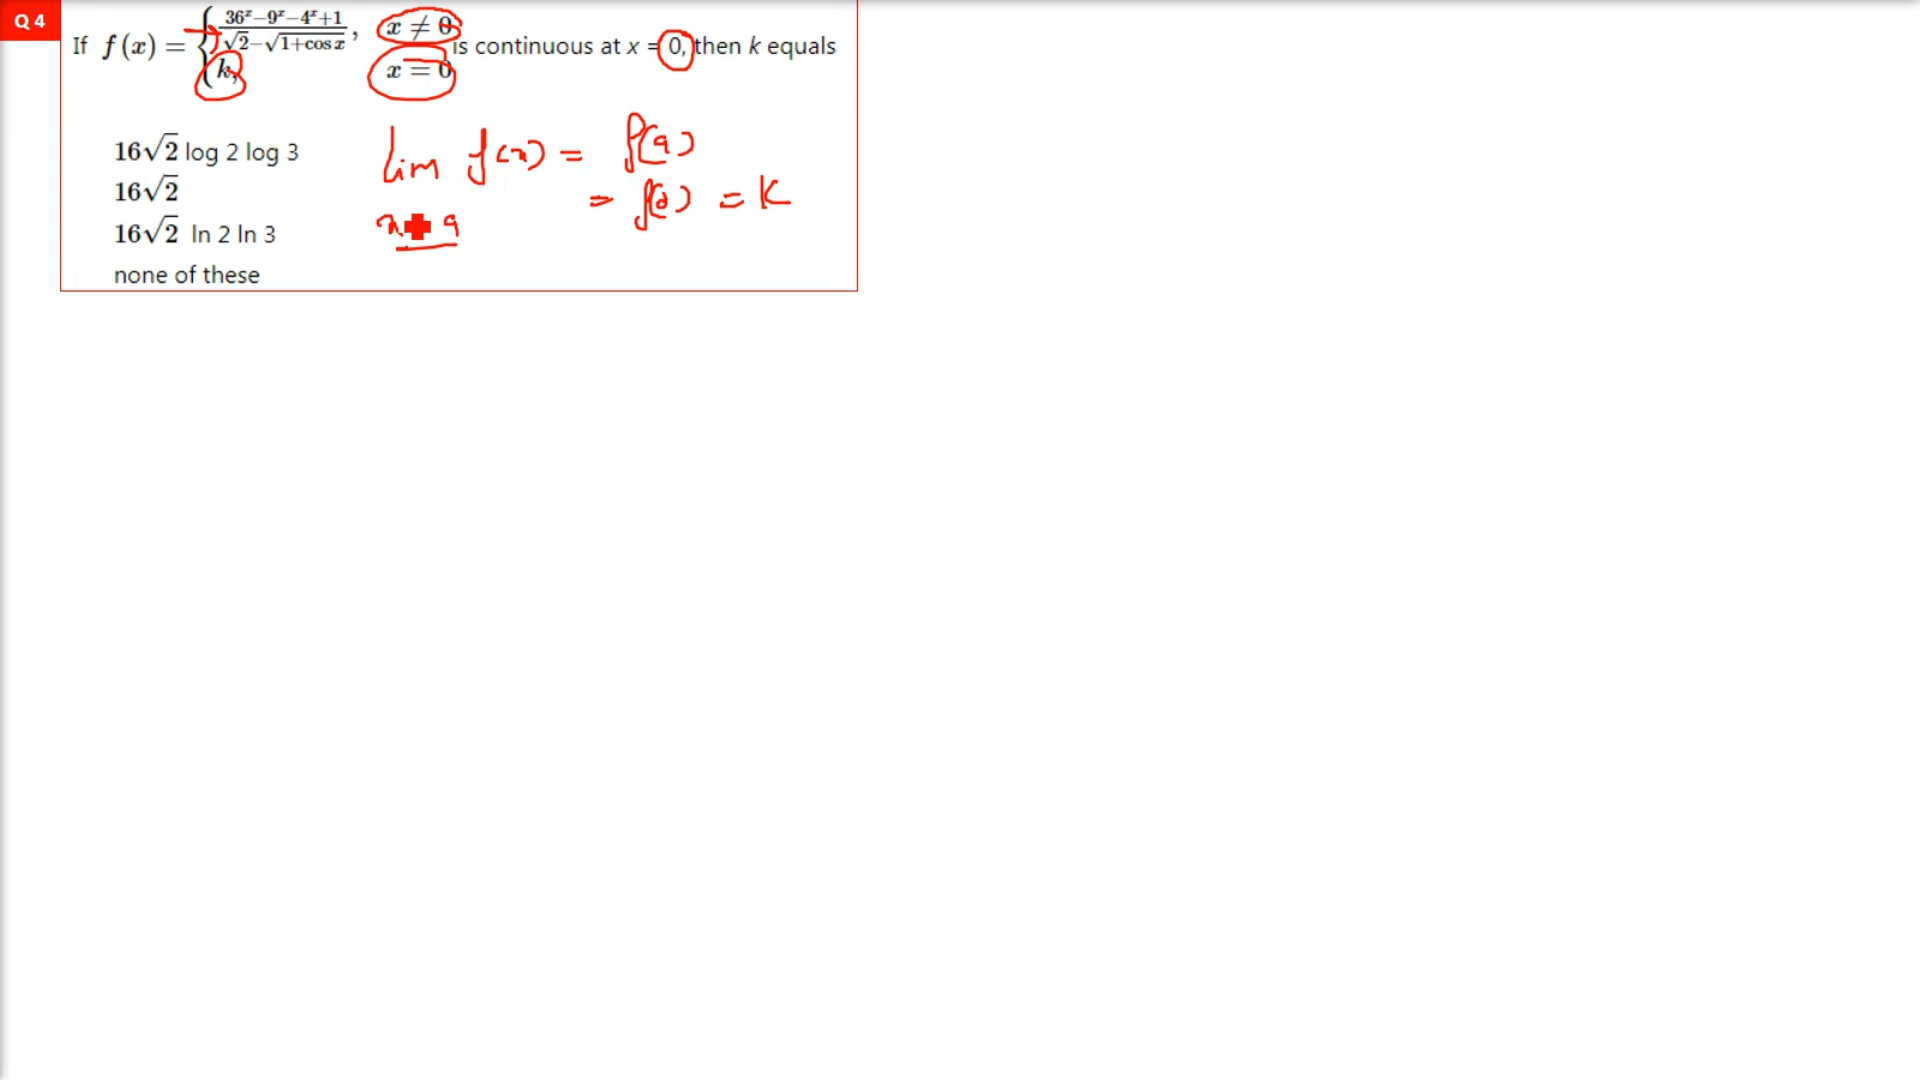 Q 4
If f(x) = { (36^x−9^x−4^x+1)/(√2−√(1+cos x)), x ≠ 0
k, x = 0
is continuous at x = 0, then k equals
16√2 log 2 log 3
16√2
16√2 ln 2 ln 3
none of these
lim f(x) = f(a)
x a
= f(0) = K